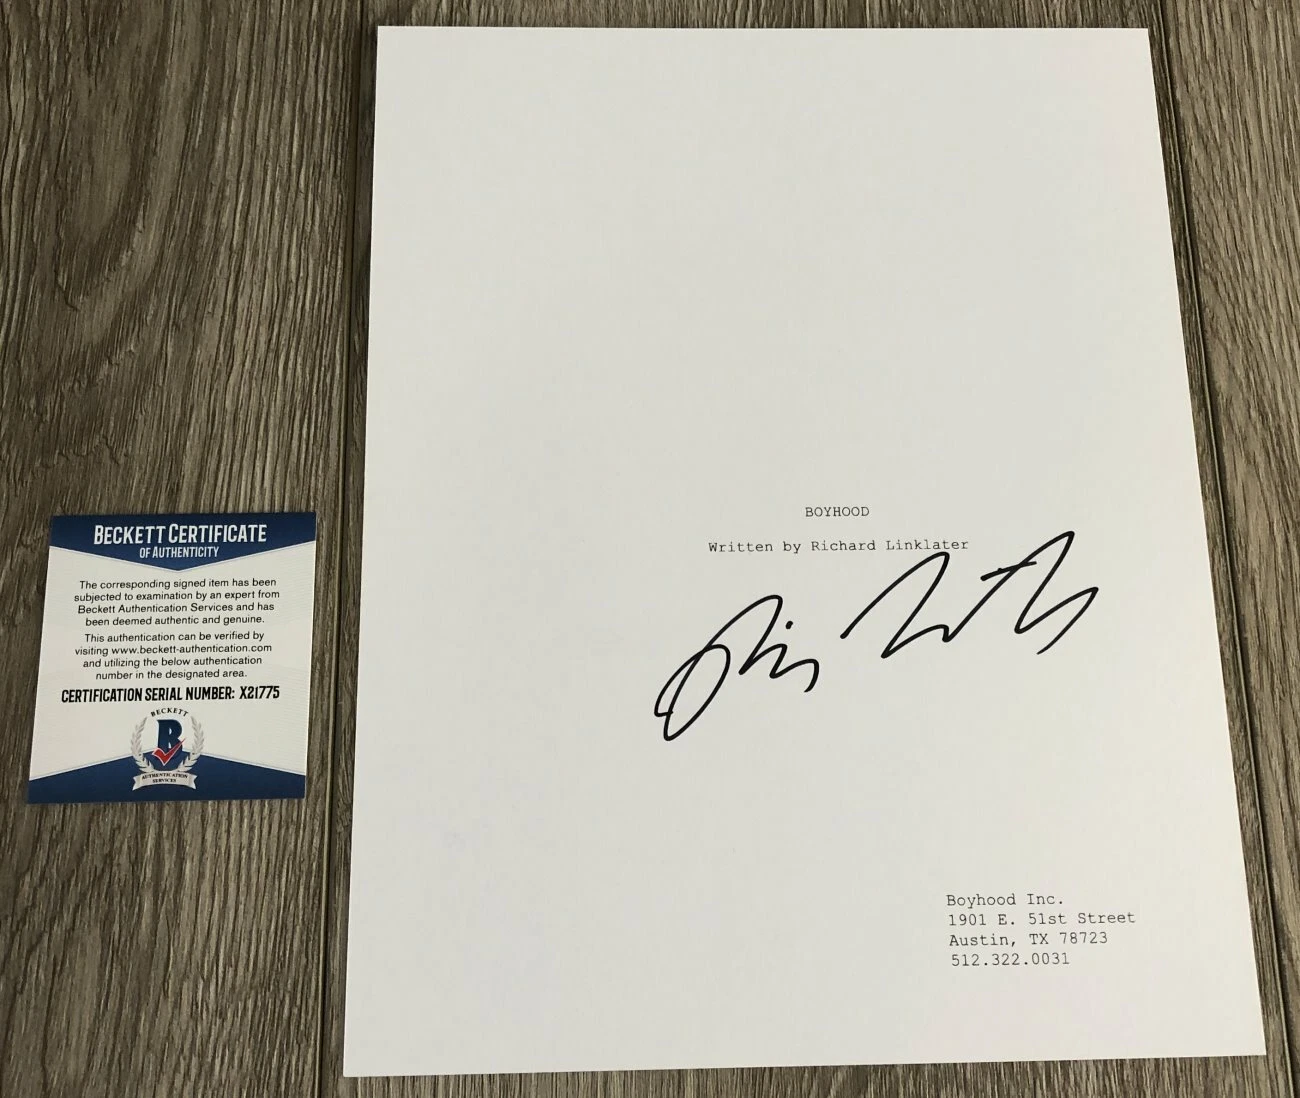 BECKETT CERTIFICATE
OF AUTHENTICITY
The corresponding signed item has been
subjected to examination by an expert from
Beckett Authentication Services and has
been deemed authentic and genuine.
This authentication can be verified by
visiting www.beckett-authentication.com
and utilizing the below authentication
number in the designated area.
CERTIFICATION SERIAL NUMBER: X21775
BECKETT
B
AUTHENTICATION
SERVICES
BOYHOOD
Written by Richard Linklater
Boyhood Inc.
1901 E. 51st Street
Austin, TX 78723
512.322.0031